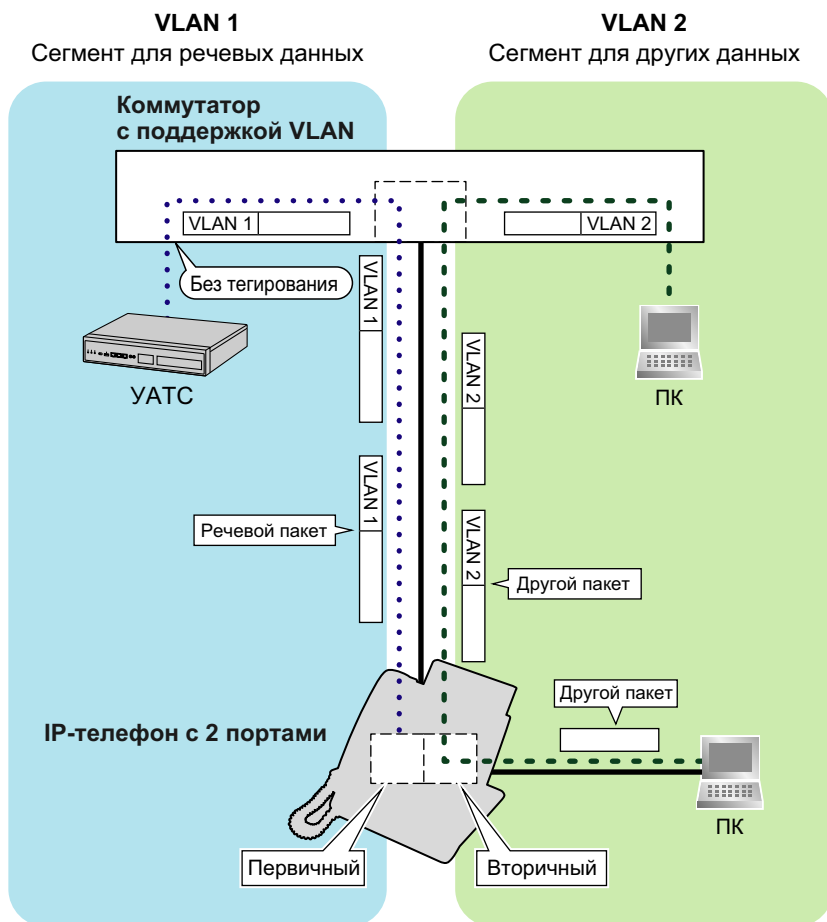 VLAN 1
Сегмент для речевых данных
VLAN 2
Сегмент для других данных
Коммутатор
с поддержкой VLAN
VLAN 1
VLAN 2
Без тегирования
VLAN 1
УАТС
VLAN 2
ПК
VLAN 1
Речевой пакет
VLAN 2
Другой пакет
Другой пакет
IP-телефон с 2 портами
ПК
Первичный
Вторичный